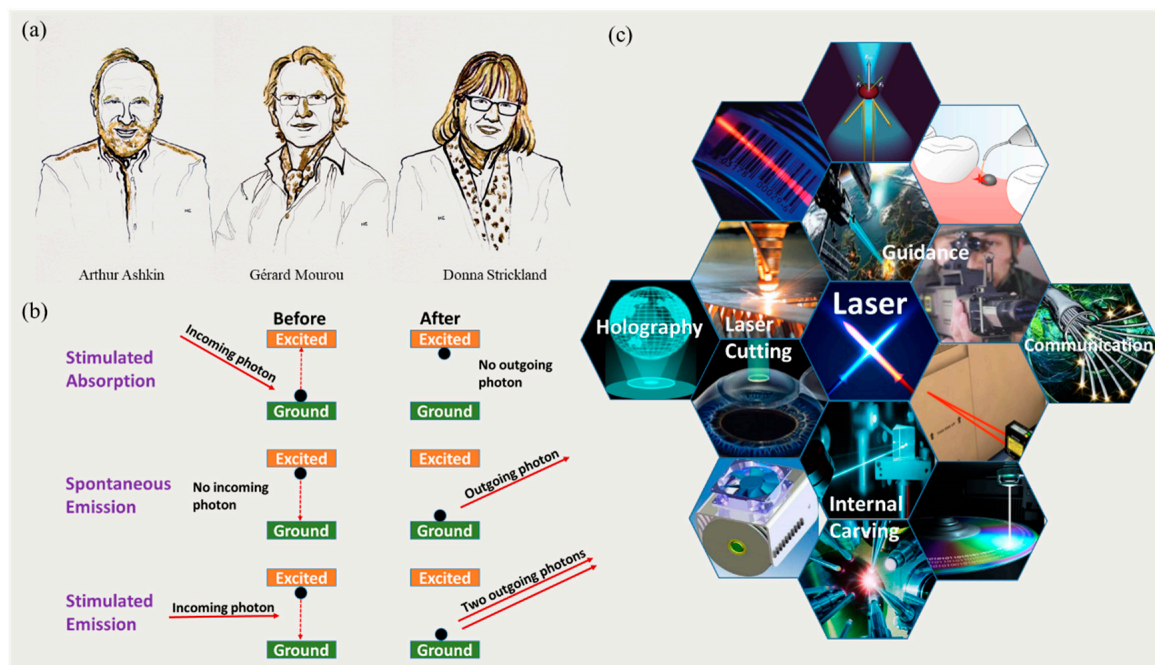 (a)
Arthur Ashkin
Gérard Mourou
Donna Strickland
(b)
Before
After
Stimulated
Absorption
Incoming photon
Excited
Ground
Excited
No outgoing
photon
Ground
Spontaneous
Emission
No incoming
photon
Excited
Ground
Excited
Outgoing photon
Ground
Stimulated
Emission
Incoming photon
Excited
Ground
Excited
Two outgoing photons
Ground
(c)
Guidance
Laser
Holography
Laser
Cutting
Communication
Internal
Carving